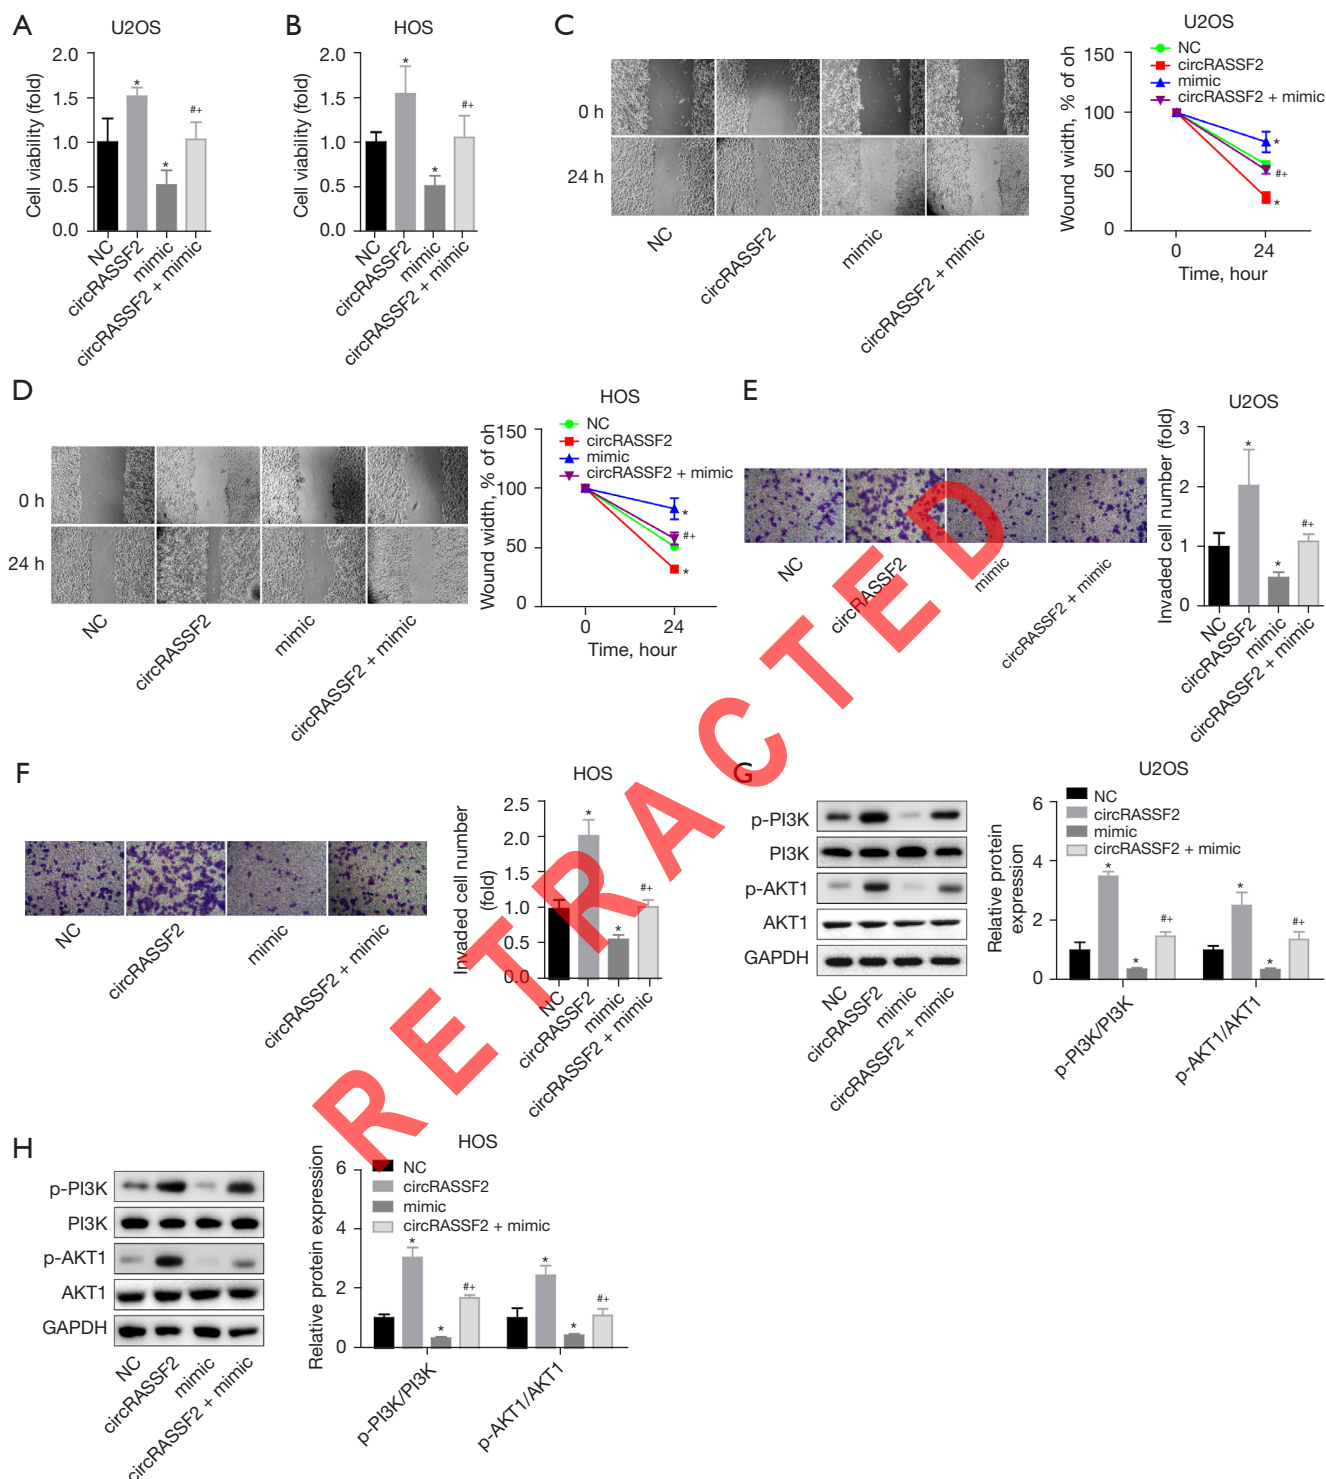 A
U2OS
Cell viability (fold)
2.0
1.5
1.0
0.5
0.0
*
*
#+
NC
circRASSF2
mimic
circRASSF2 + mimic
B
HOS
Cell viability (fold)
2.0
1.5
1.0
0.5
0.0
*
*
#+
NC
circRASSF2
mimic
circRASSF2 + mimic
C
0 h
24 h
NC
circRASSF2
mimic
circRASSF2 + mimic
U2OS
NC
circRASSF2
mimic
circRASSF2 + mimic
Wound width, % of oh
150
100
50
0
*
#+
*
0
24
Time, hour
D
0 h
24 h
NC
circRASSF2
mimic
circRASSF2 + mimic
HOS
NC
circRASSF2
mimic
circRASSF2 + mimic
Wound width, % of oh
150
100
50
0
*
#+
*
0
24
Time, hour
E
NC
circRASSF2
mimic
circRASSF2 + mimic
U2OS
Invaded cell number (fold)
3
2
1
0
*
*
#+
NC
circRASSF2
mimic
circRASSF2 + mimic
F
NC
circRASSF2
mimic
circRASSF2 + mimic
HOS
Invaded cell number
(fold)
2.5
2.0
1.5
1.0
0.5
0.0
*
*
#+
NC
circRASSF2
mimic
circRASSF2 + mimic
G
p-PI3K
PI3K
p-AKT1
AKT1
GAPDH
NC
circRASSF2
mimic
circRASSF2 + mimic
U2OS
NC
circRASSF2
mimic
circRASSF2 + mimic
Relative protein
expression
6
4
2
0
*
*
#+
*
*
#+
p-PI3K/PI3K
p-AKT1/AKT1
H
p-PI3K
PI3K
p-AKT1
AKT1
GAPDH
NC
circRASSF2
mimic
circRASSF2 + mimic
HOS
NC
circRASSF2
mimic
circRASSF2 + mimic
Relative protein expression
6
4
2
0
*
*
#+
*
*
#+
p-PI3K/PI3K
p-AKT1/AKT1
RETRACTED